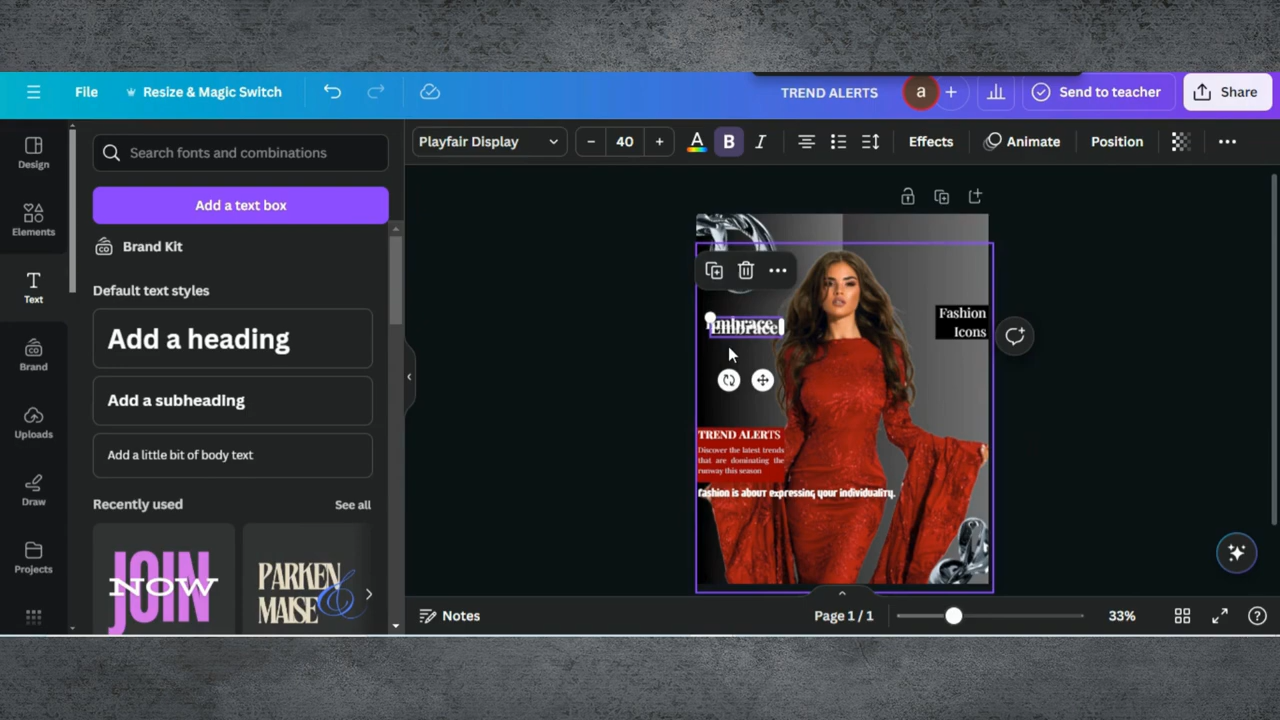 File
Resize & Magic Switch
TREND ALERTS
a
Send to teacher
Share
Design
Elements
Text
Brand
Uploads
Draw
Projects
Search fonts and combinations
Add a text box
Brand Kit
Default text styles
Add a heading
Add a subheading
Add a little bit of body text
Recently used
See all
JOIN
NOW
PARKEN
& MAISE
Playfair Display
40
B
I
Effects
Animate
Position
Embrace
Embrace
Fashion
Icons
TREND ALERTS
Discover the latest trends
that are dominating the
runway this season
fashion is about expressing your individuality.
Notes
Page 1 / 1
33%